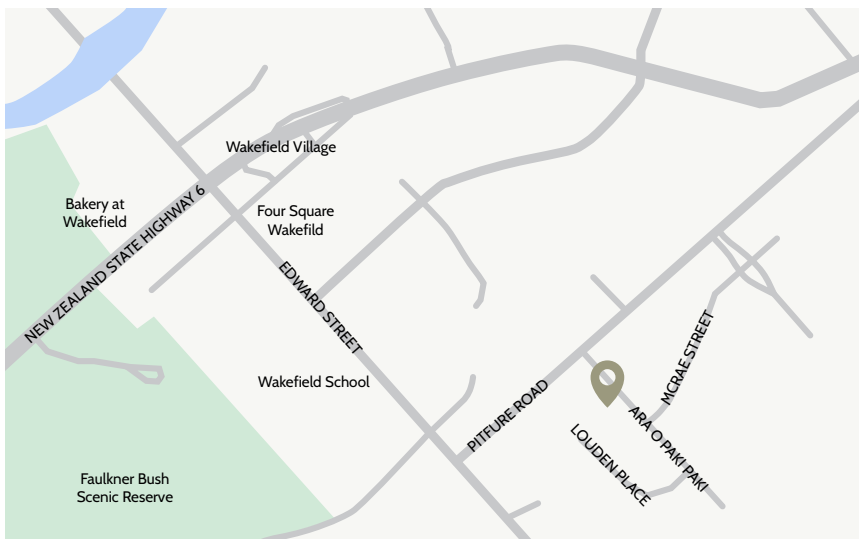 Wakefield Village
Bakery at
Wakefield
NEW ZEALAND STATE HIGHWAY 6
Four Square
Wakefild
EDWARD STREET
Wakefield School
MCRAE STREET
PITFURE ROAD
ARA O PAKI PAKI
LOUDEN PLACE
Faulkner Bush
Scenic Reserve